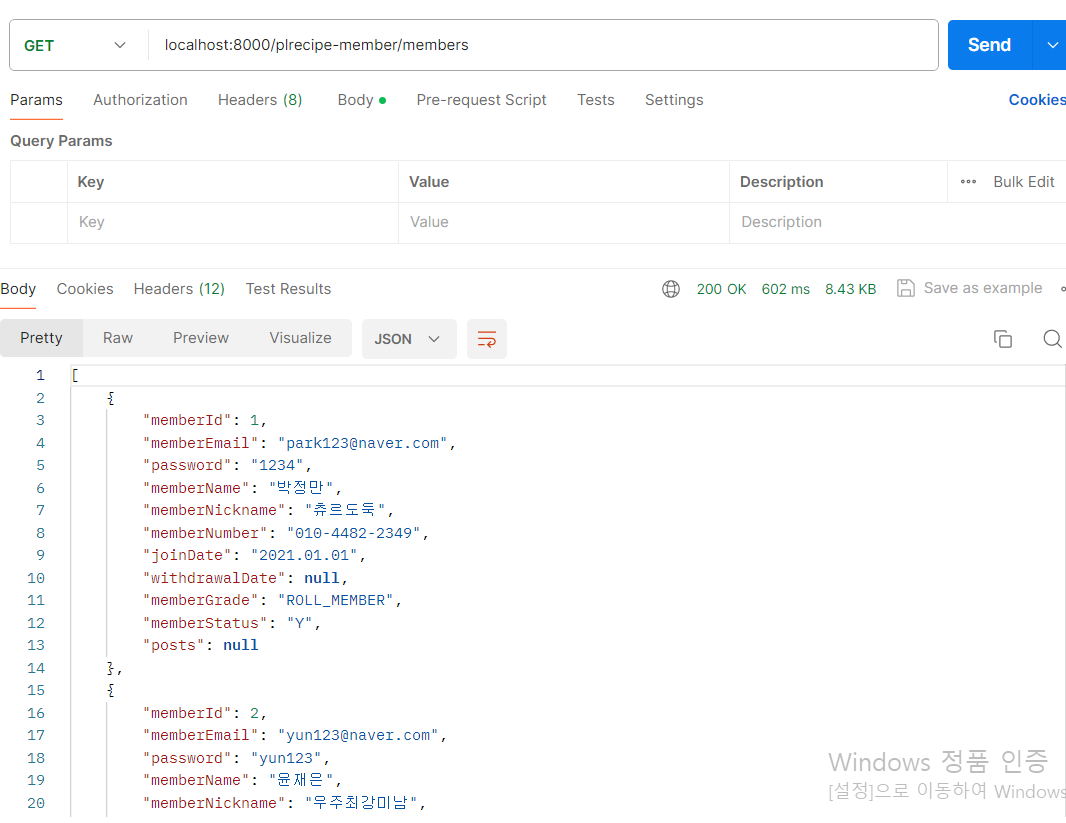 GET localhost:8000/plrecipe-member/members Send
Params Authorization Headers (8) Body Pre-request Script Tests Settings Cookies
Query Params
Key Value Description Bulk Edit
Key Value Description
Body Cookies Headers (12) Test Results 200 OK 602 ms 8.43 KB Save as example
Pretty Raw Preview Visualize JSON
1 [
2 {
3 "memberId": 1,
4 "memberEmail": "park123@naver.com",
5 "password": "1234",
6 "memberName": "박정만",
7 "memberNickname": "츄르도둑",
8 "memberNumber": "010-4482-2349",
9 "joinDate": "2021.01.01",
10 "withdrawalDate": null,
11 "memberGrade": "ROLL_MEMBER",
12 "memberStatus": "Y",
13 "posts": null
14 },
15 {
16 "memberId": 2,
17 "memberEmail": "yun123@naver.com",
18 "password": "yun123",
19 "memberName": "윤재은",
20 "memberNickname": "우주최강미남",
Windows 정품 인증
[설정]으로 이동하여 Windows